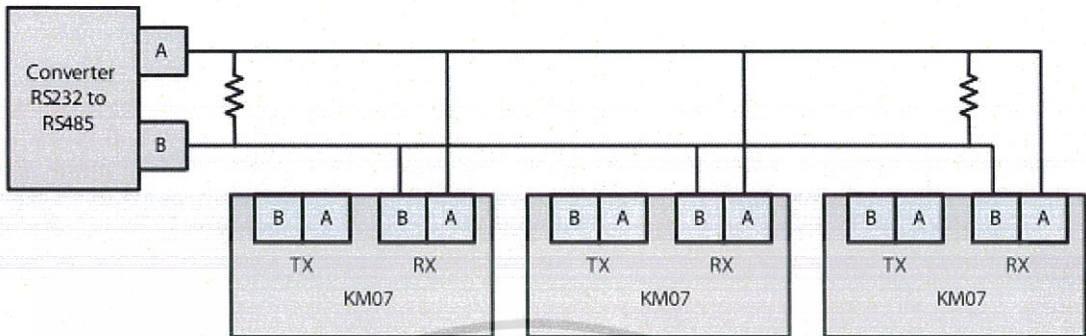 A
Converter
RS232 to
RS485
B
B A B A
TX RX
KM07
B A B A
TX RX
KM07
B A B A
TX RX
KM07